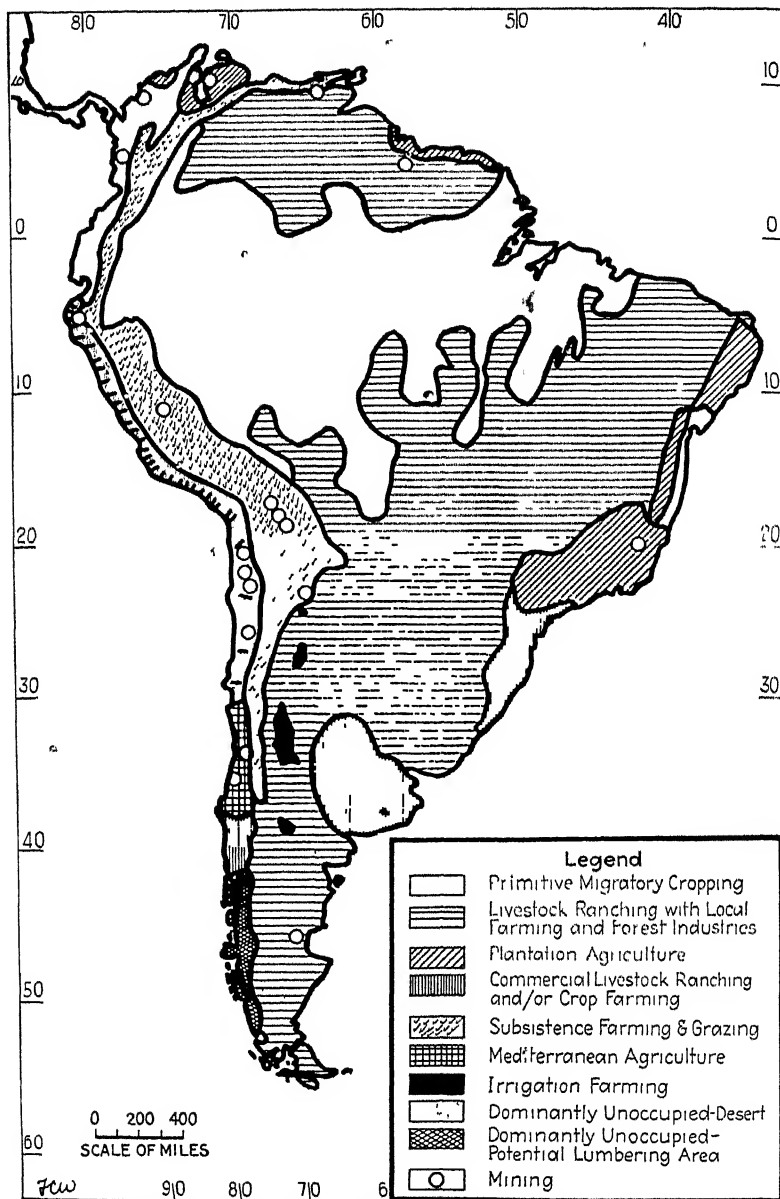 80 70 60 50 40
10 10
0 0
10 10
20 20
30 30
40
50
60
Legend
Primitive Migratory Cropping
Livestock Ranching with Local
Farming and Forest Industries
Plantation Agriculture
Commercial Livestock Ranching
and/or Crop Farming
Subsistence Farming & Grazing
Mediterranean Agriculture
Irrigation Farming
Dominantly Unoccupied-Desert
Dominantly Unoccupied-
Potential Lumbering Area
Mining
0 200 400
SCALE OF MILES
JCW
90 80 70 6